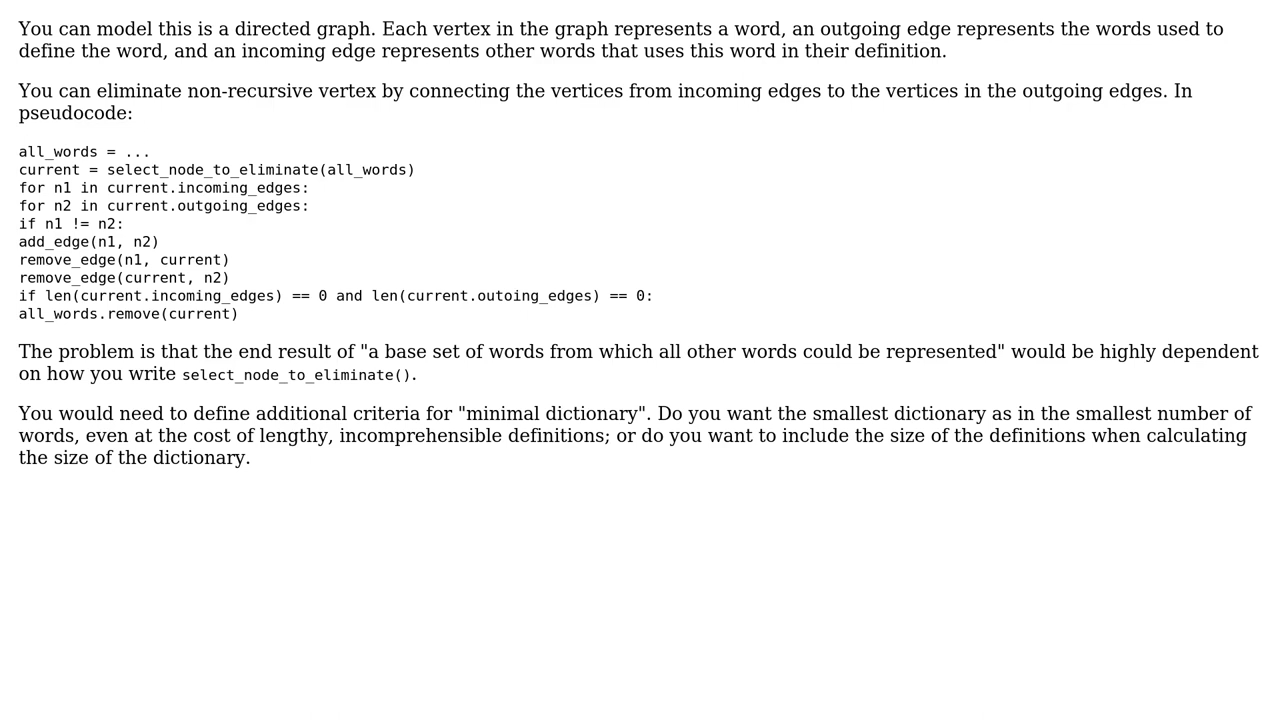 You can model this is a directed graph. Each vertex in the graph represents a word, an outgoing edge represents the words used to
define the word, and an incoming edge represents other words that uses this word in their definition.
You can eliminate non-recursive vertex by connecting the vertices from incoming edges to the vertices in the outgoing edges. In
pseudocode:
all_words = ...
current = select_node_to_eliminate(all_words)
for n1 in current.incoming_edges:
for n2 in current.outgoing_edges:
if n1 != n2:
add_edge(n1, n2)
remove_edge(n1, current)
remove_edge(current, n2)
if len(current.incoming_edges) == 0 and len(current.outoing_edges) == 0:
all_words.remove(current)
The problem is that the end result of "a base set of words from which all other words could be represented" would be highly dependent
on how you write select_node_to_eliminate().
You would need to define additional criteria for "minimal dictionary". Do you want the smallest dictionary as in the smallest number of
words, even at the cost of lengthy, incomprehensible definitions; or do you want to include the size of the definitions when calculating
the size of the dictionary.